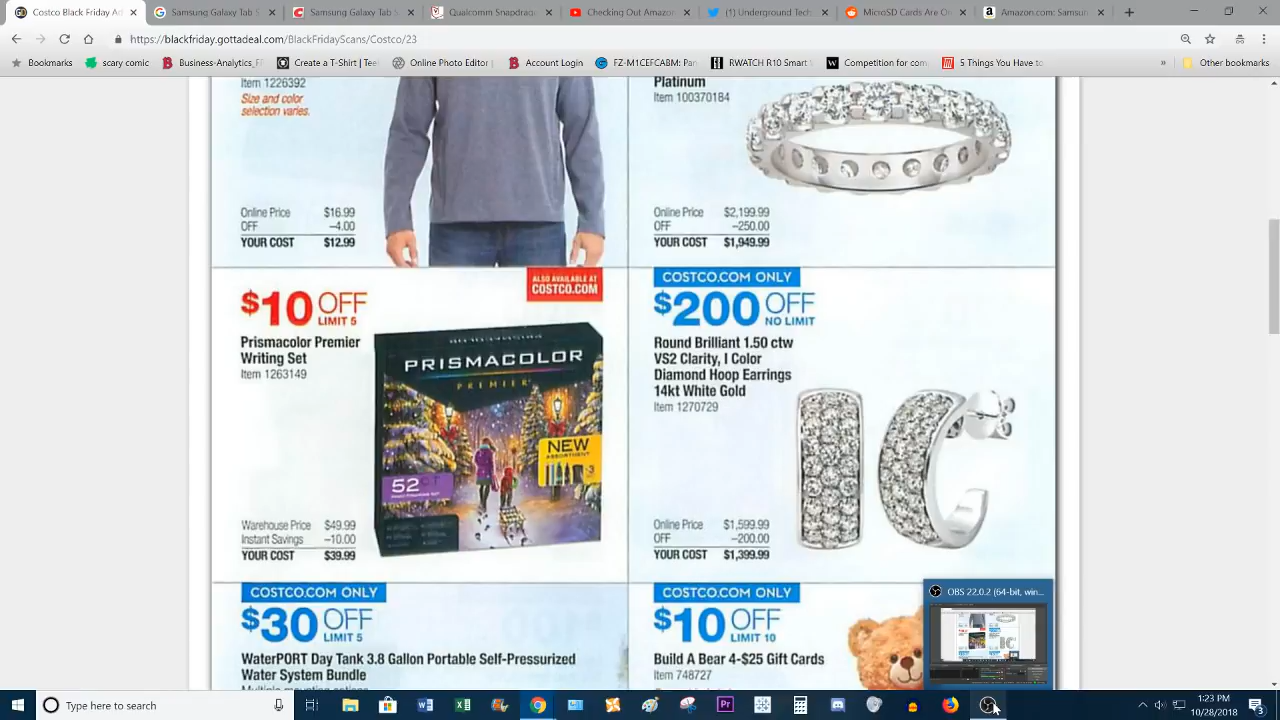 Costco Black Friday Ad
Samsung Galaxy Tab S
Samsung Galaxy Tab S
Qualcomm Snapdrag
Checking Out Amazon
(1) Underground Tech
MicroSD Cards Are O
Amazon.com: Samsun
https://blackfriday.gottadeal.com/BlackFridayScans/Costco/23
Bookmarks
scary comic
Business-Analytics_F
Create a T-Shirt | Tee
Online Photo Editor |
Account Login
FZ-M1CEFCABM: Pan
RWATCH R10 Smart
Competition for com
5 Things You Have to
»
Other bookmarks
Item 1226392
Size and color
selection varies.
Online Price $16.99
OFF –4.00
YOUR COST $12.99
Platinum
Item 100370184
Online Price $2,199.99
OFF –250.00
YOUR COST $1,949.99
ALSO AVAILABLE AT
COSTCO.COM
$10 OFF
LIMIT 5
Prismacolor Premier
Writing Set
Item 1263149
PRISMACOLOR
PREMIER
NEW
ASSORTMENT
52 CT
Warehouse Price $49.99
Instant Savings –10.00
YOUR COST $39.99
COSTCO.COM ONLY
$200 OFF
NO LIMIT
Round Brilliant 1.50 ctw
VS2 Clarity, I Color
Diamond Hoop Earrings
14kt White Gold
Item 1270729
Online Price $1,599.99
OFF –200.00
YOUR COST $1,399.99
COSTCO.COM ONLY
$30 OFF
LIMIT 5
WaterPORT Day Tank 3.8 Gallon Portable Self-Pressurized
Water System Bundle
Multiple mounting options
COSTCO.COM ONLY
$10 OFF
LIMIT 10
Build A Bear 4-$25 Gift Cards
Item 748727
OBS 22.0.2 (64-bit, win...
Type here to search
1:23 PM
10/28/2018
3